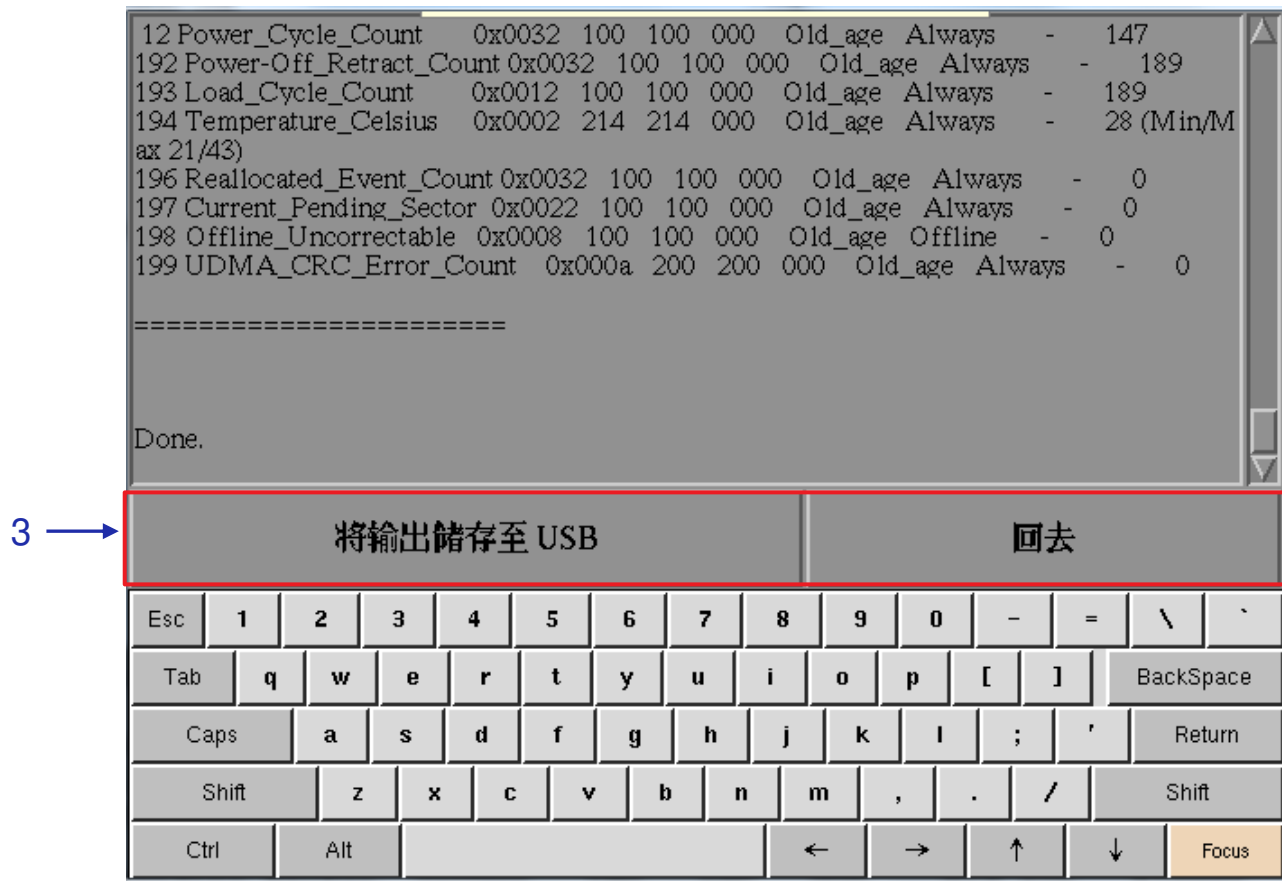 12 Power_Cycle_Count 0x0032 100 100 000 Old_age Always - 147
192 Power-Off_Retract_Count 0x0032 100 100 000 Old_age Always - 189
193 Load_Cycle_Count 0x0012 100 100 000 Old_age Always - 189
194 Temperature_Celsius 0x0002 214 214 000 Old_age Always - 28 (Min/M
ax 21/43)
196 Reallocated_Event_Count 0x0032 100 100 000 Old_age Always - 0
197 Current_Pending_Sector 0x0022 100 100 000 Old_age Always - 0
198 Offline_Uncorrectable 0x0008 100 100 000 Old_age Offline - 0
199 UDMA_CRC_Error_Count 0x000a 200 200 000 Old_age Always - 0
=======================
Done.
3 将输出储存至 USB 回去
Esc 1 2 3 4 5 6 7 8 9 0 - = \ `
Tab q w e r t y u i o p [ ] BackSpace
Caps a s d f g h j k l ; ' Return
Shift z x c v b n m , . / Shift
Ctrl Alt ← → ↑ ↓ Focus